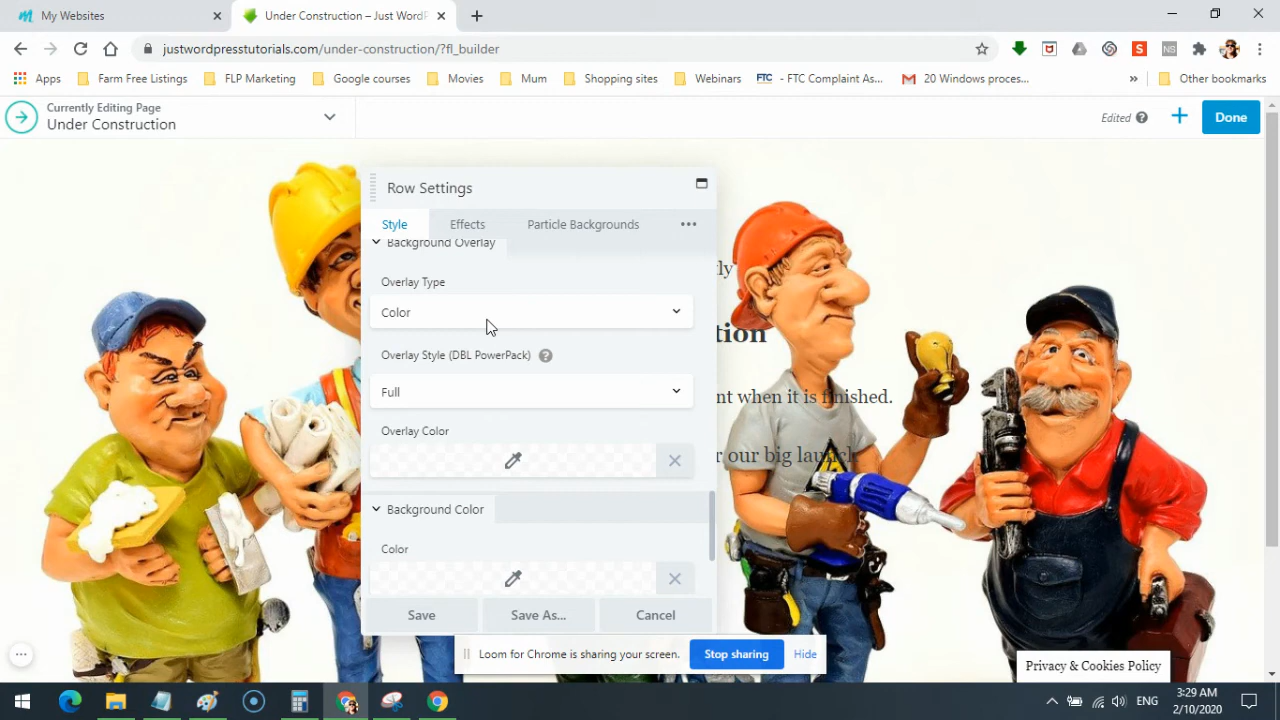 My Websites
Under Construction – Just WordP
justwordpresstutorials.com/under-construction/?fl_builder
Apps
Farm Free Listings
FLP Marketing
Google courses
Movies
Mum
Shopping sites
Webinars
FTC - FTC Complaint As...
20 Windows proces...
»
Other bookmarks
Currently Editing Page
Under Construction
Edited
Done
Row Settings
Style
Effects
Particle Backgrounds
Background Overlay
Overlay Type
Color
Overlay Style (DBL PowerPack)
Full
Overlay Color
Background Color
Color
Save
Save As...
Cancel
tly
tion
nt when it is finished.
r our big launch
Loom for Chrome is sharing your screen.
Stop sharing
Hide
Privacy & Cookies Policy
ENG
3:29 AM
2/10/2020
S
NS